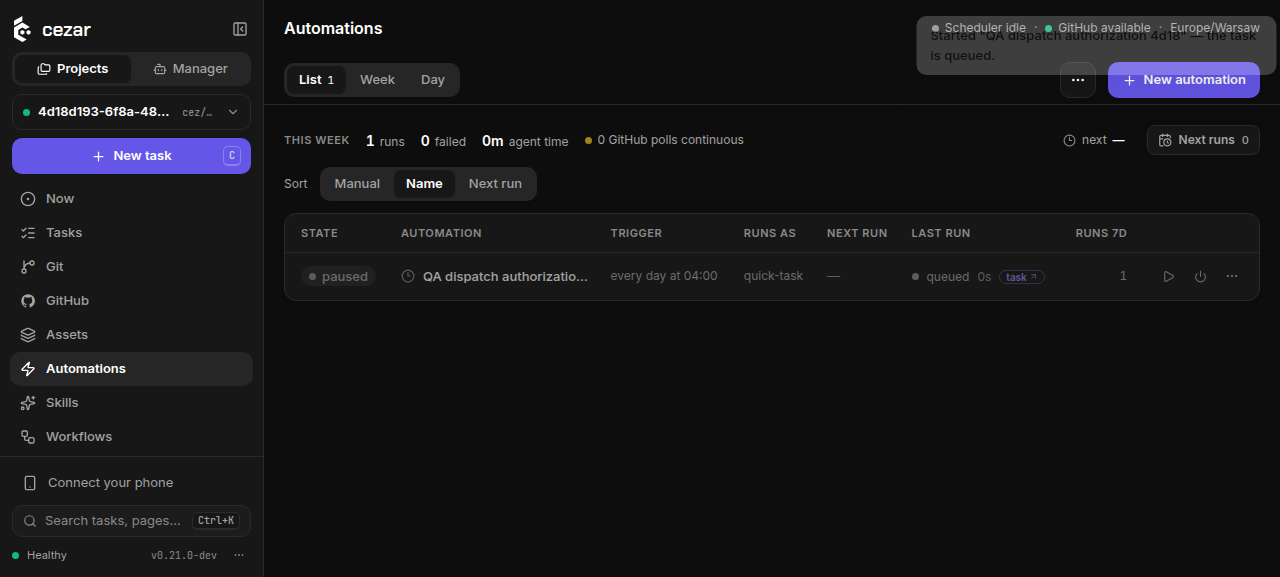 cezar
Projects
Manager
4d18d193-6f8a-48... cez/...
New task C
Now
Tasks
Git
GitHub
Assets
Automations
Skills
Workflows
Connect your phone
Search tasks, pages... Ctrl+K
Healthy v0.21.0-dev ...
Automations
Scheduler idle · GitHub available · Europe/Warsaw
Started "QA dispatch authorization 4d18" — the task
is queued.
List 1 Week Day
... New automation
THIS WEEK 1 runs 0 failed 0m agent time 0 GitHub polls continuous next — Next runs 0
Sort Manual Name Next run
STATE AUTOMATION TRIGGER RUNS AS NEXT RUN LAST RUN RUNS 7D
paused QA dispatch authorizatio... every day at 04:00 quick-task — queued 0s task 1 ...